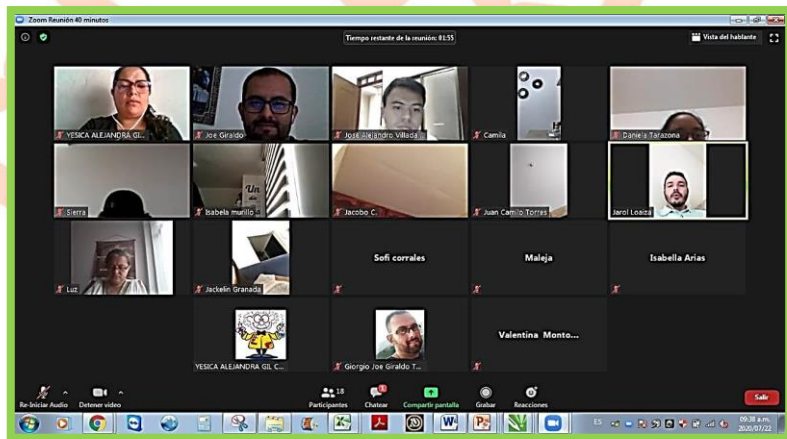 Zoom Reunión 40 minutos
Tiempo restante de la reunión: 01:55
Vista del hablante
YESICA ALEJANDRA GI...
Joe Giraldo
Jose Alejandro Villada
Camila
Daniela Tarazona
Sierra
Un
Isabela murillo
Jacobo C.
Juan Camilo Torres
Jarol Loaiza
Luz
Jackelin Granada
Sofi corrales
Maleja
Isabella Arias
YESICA ALEJANDRA GIL C...
Giorgio Joe Giraldo T...
Valentina Monto...
Re-Iniciar Audio
Detener video
18
Participantes
1
Chatear
Compartir pantalla
Grabar
Reacciones
Salir
ES
09:38 a.m.
2020/07/22